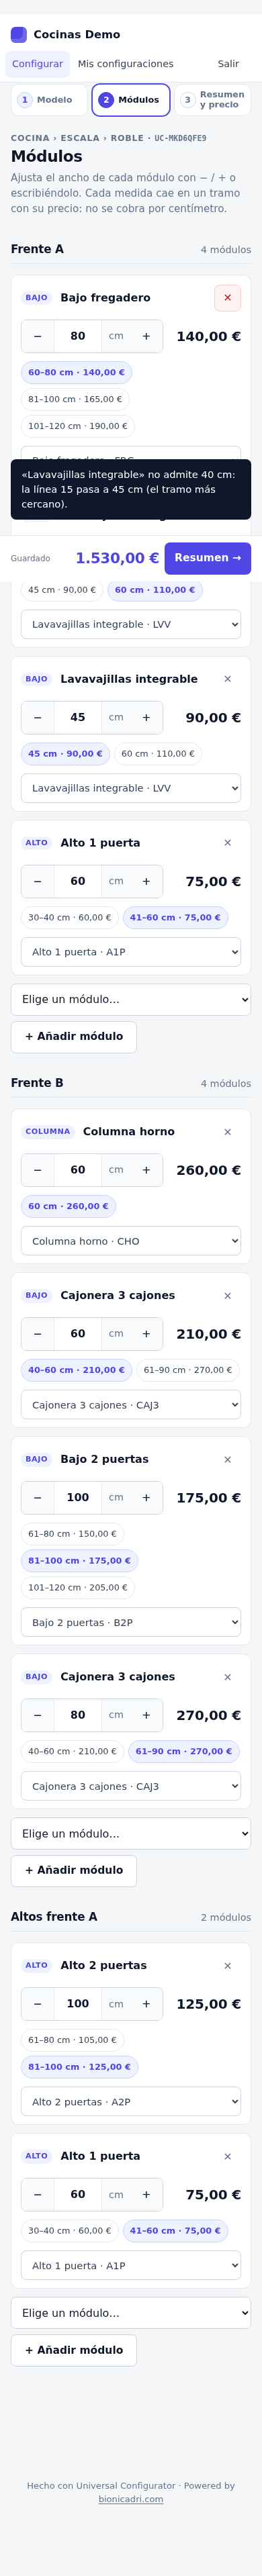 Cocinas Demo
Configurar Mis configuraciones Salir
1 Modelo 2 Módulos 3 Resumen y precio
COCINA › ESCALA › ROBLE · UC-MKD6QFE9
Módulos
Ajusta el ancho de cada módulo con − / + o
escribiéndolo. Cada medida cae en un tramo
con su precio: no se cobra por centímetro.
Frente A 4 módulos
BAJO Bajo fregadero ×
− 80 cm + 140,00 €
60–80 cm · 140,00 €
81–100 cm · 165,00 €
101–120 cm · 190,00 €
«Lavavajillas integrable» no admite 40 cm:
la línea 15 pasa a 45 cm (el tramo más
cercano).
Guardado 1.530,00 € Resumen →
45 cm · 90,00 € 60 cm · 110,00 €
Lavavajillas integrable · LVV
BAJO Lavavajillas integrable ×
− 45 cm + 90,00 €
45 cm · 90,00 € 60 cm · 110,00 €
Lavavajillas integrable · LVV
ALTO Alto 1 puerta ×
− 60 cm + 75,00 €
30–40 cm · 60,00 € 41–60 cm · 75,00 €
Alto 1 puerta · A1P
Elige un módulo…
+ Añadir módulo
Frente B 4 módulos
COLUMNA Columna horno ×
− 60 cm + 260,00 €
60 cm · 260,00 €
Columna horno · CHO
BAJO Cajonera 3 cajones ×
− 60 cm + 210,00 €
40–60 cm · 210,00 € 61–90 cm · 270,00 €
Cajonera 3 cajones · CAJ3
BAJO Bajo 2 puertas ×
− 100 cm + 175,00 €
61–80 cm · 150,00 €
81–100 cm · 175,00 €
101–120 cm · 205,00 €
Bajo 2 puertas · B2P
BAJO Cajonera 3 cajones ×
− 80 cm + 270,00 €
40–60 cm · 210,00 € 61–90 cm · 270,00 €
Cajonera 3 cajones · CAJ3
Elige un módulo…
+ Añadir módulo
Altos frente A 2 módulos
ALTO Alto 2 puertas ×
− 100 cm + 125,00 €
61–80 cm · 105,00 €
81–100 cm · 125,00 €
Alto 2 puertas · A2P
ALTO Alto 1 puerta ×
− 60 cm + 75,00 €
30–40 cm · 60,00 € 41–60 cm · 75,00 €
Alto 1 puerta · A1P
Elige un módulo…
+ Añadir módulo
Hecho con Universal Configurator · Powered by
bionicadri.com